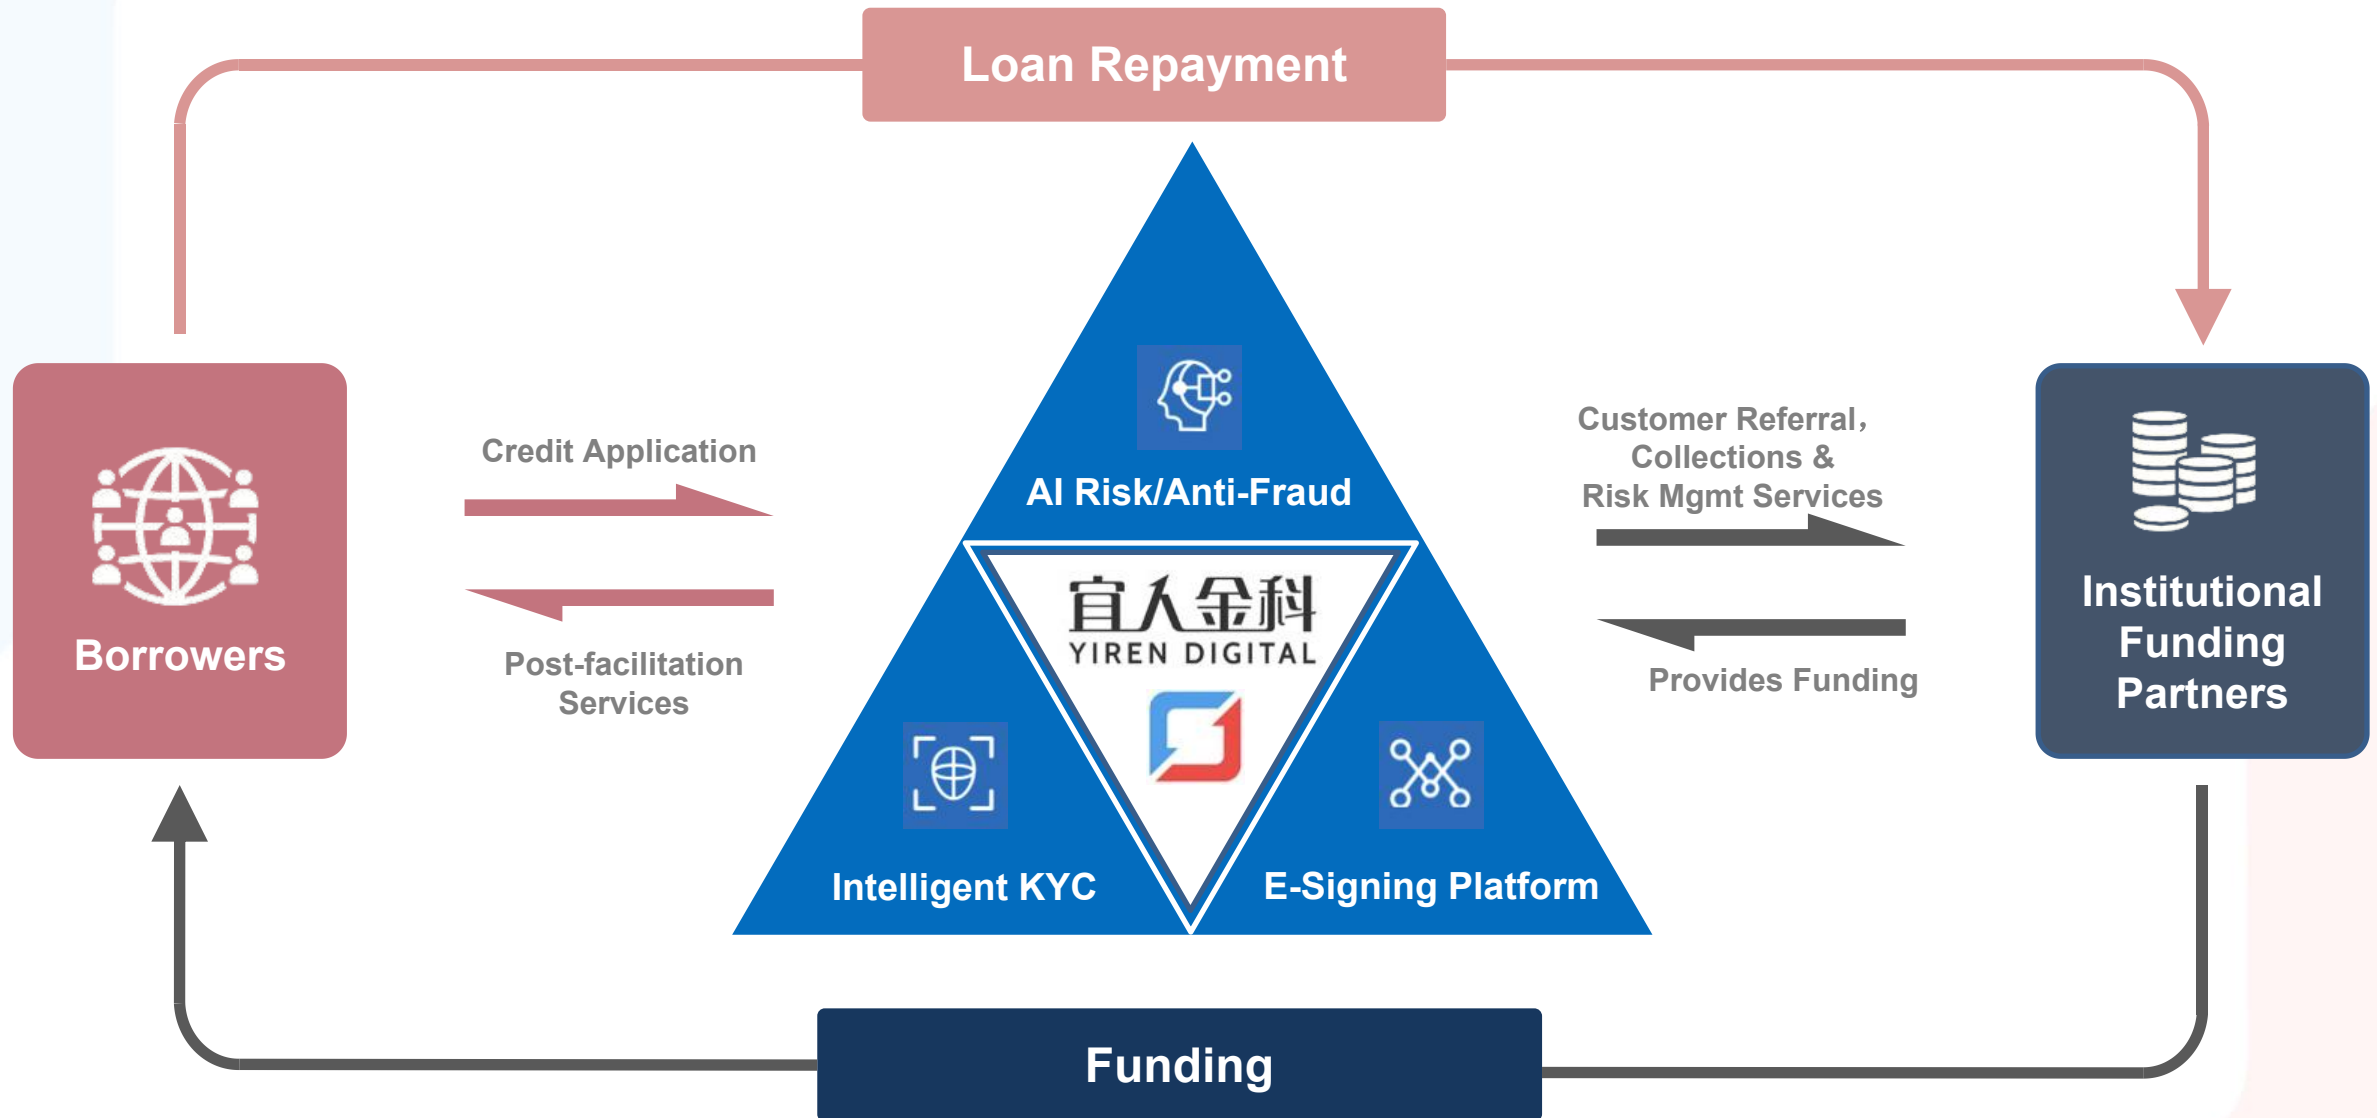 Loan Repayment
Credit Application
Post-facilitation
Services
Borrowers
AI Risk/Anti-Fraud
宜人金科
YIREN DIGITAL
Intelligent KYC
E-Signing Platform
Customer Referral，
Collections &
Risk Mgmt Services
Provides Funding
Institutional
Funding
Partners
Funding